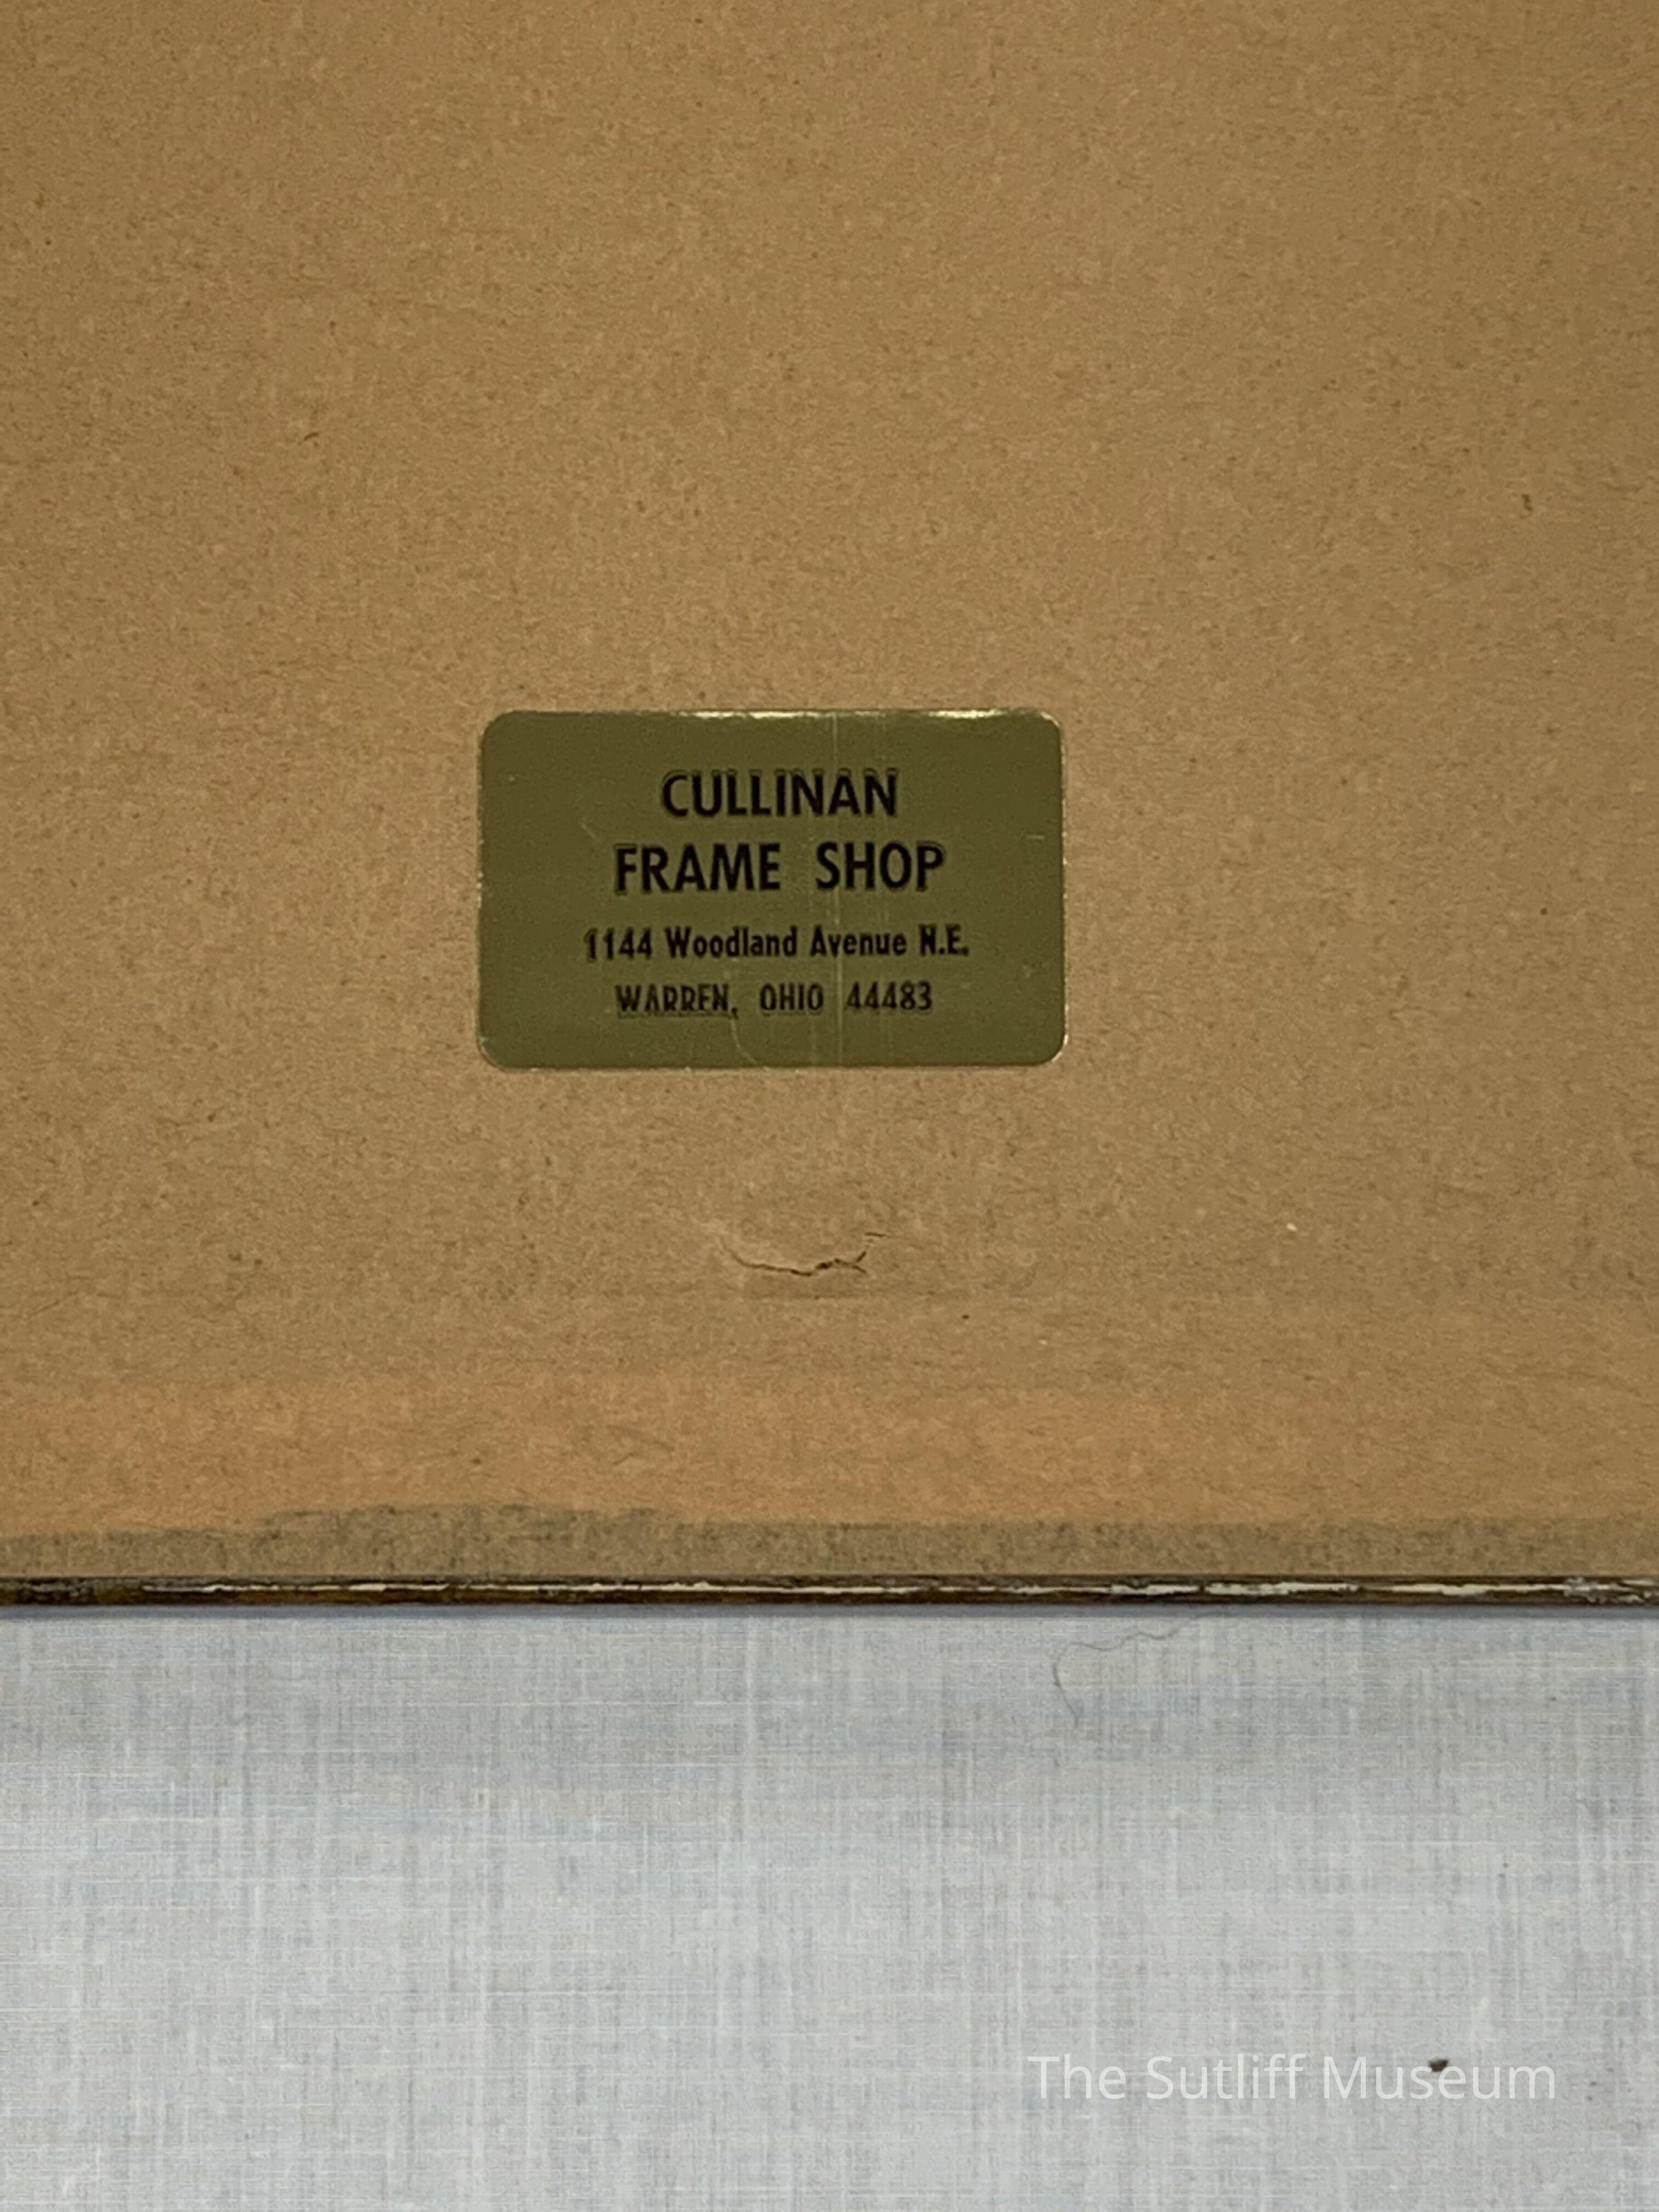 CULLINAN
FRAME SHOP
1144 Woodland Avenue N.E.
WARREN, OHIO 44483
The Sutliff Museum